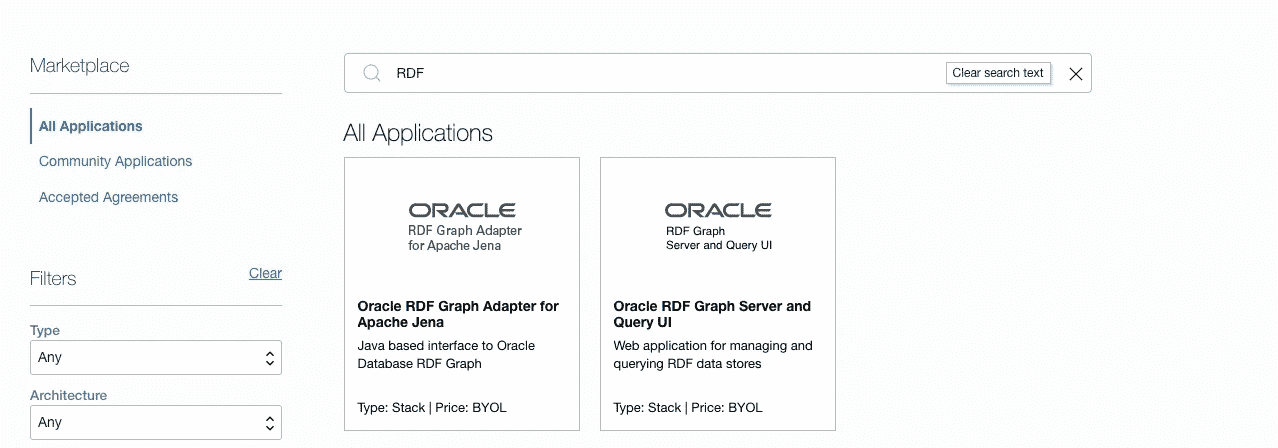 Marketplace
All Applications
Community Applications
Accepted Agreements
Filters
Clear
Type
Any
Architecture
Any
RDF
Clear search text
All Applications
ORACLE
RDF Graph Adapter
for Apache Jena
Oracle RDF Graph Adapter for
Apache Jena
Java based interface to Oracle
Database RDF Graph
Type: Stack | Price: BYOL
ORACLE
RDF Graph
Server and Query UI
Oracle RDF Graph Server and
Query UI
Web application for managing and
querying RDF data stores
Type: Stack | Price: BYOL